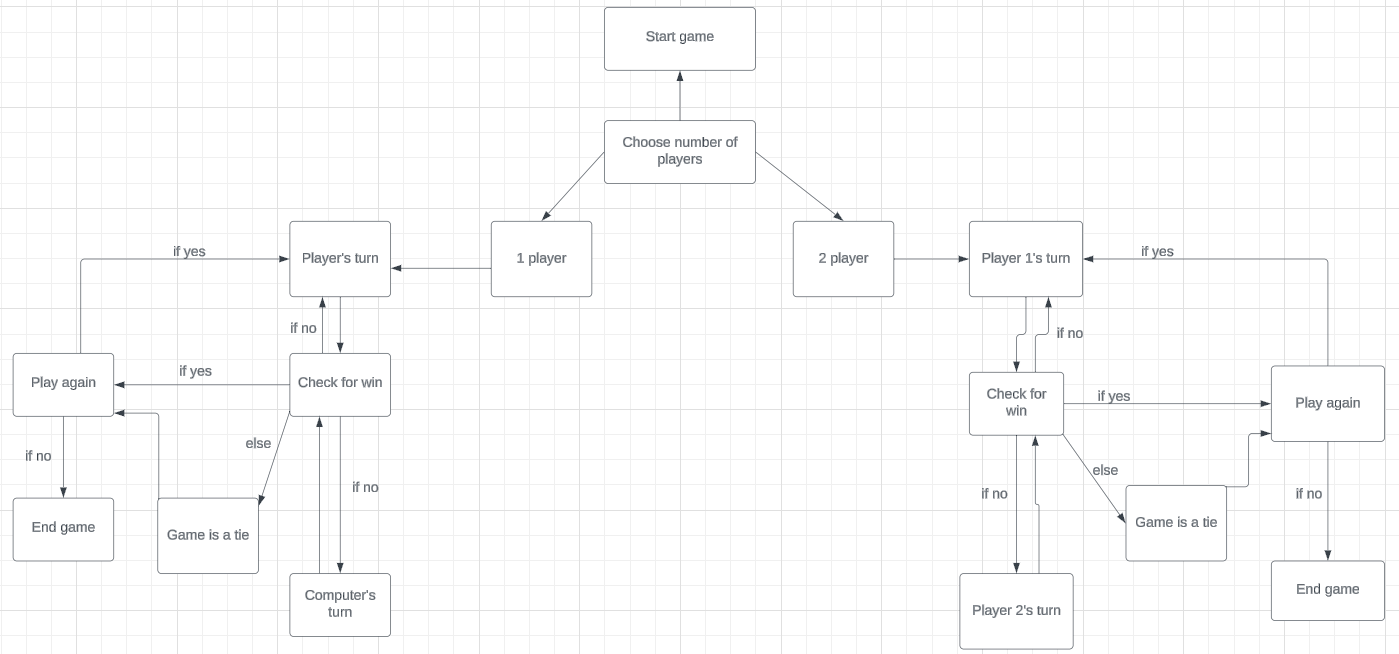 Start game
Choose number of
players
1 player
2 player
if yes
Player's turn
if no
Check for win
if yes
Play again
if no
End game
else
Game is a tie
if no
Computer's
turn
Player 1's turn
if yes
if no
Check for
win
if yes
Play again
else
Game is a tie
if no
Player 2's turn
if no
End game